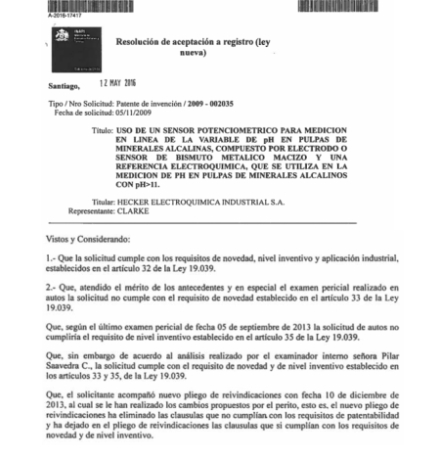 A-2016-17417
Resolución de aceptación a registro (ley
nueva)
Santiago, 12 MAY 2016
Tipo / Nro Solicitud: Patente de invención / 2009 - 002035
Fecha de solicitud: 05/11/2009
Titulo: USO DE UN SENSOR POTENCIOMETRICO PARA MEDICION
EN LINEA DE LA VARIABLE DE pH EN PULPAS DE
MINERALES ALCALINAS, COMPUESTO POR ELECTRODO O
SENSOR DE BISMUTO METALICO MACIZO Y UNA
REFERENCIA ELECTROQUIMICA, QUE SE UTILIZA EN LA
MEDICION DE PH EN PULPAS DE MINERALES ALCALINOS
CON pH>11.
Titular: HECKER ELECTROQUIMICA INDUSTRIAL S.A.
Representante: CLARKE
Vistos y Considerando:
1.- Que la solicitud cumple con los requisitos de novedad, nivel inventivo y aplicación industrial,
establecidos en el artículo 32 de la Ley 19.039.
2.- Que, atendido el mérito de los antecedentes y en especial el examen pericial realizado en
autos la solicitud no cumple con el requisito de novedad establecido en el artículo 33 de la Ley
19.039.
Que, según el último examen pericial de fecha 05 de septiembre de 2013 la solicitud de autos no
cumpliría el requisito de nivel inventivo establecido en el artículo 35 de la Ley 19.039.
Que, sin embargo de acuerdo al análisis realizado por el examinador interno señora Pilar
Saavedra C., la solicitud cumple con el requisito de novedad y de nivel inventivo establecido en
los artículos 33 y 35, de la Ley 19.039.
Que, el solicitante acompañó nuevo pliego de reivindicaciones con fecha 10 de diciembre de
2013, al cual se le han realizado los cambios propuestos por el perito, esto es, el nuevo pliego de
reivindicaciones ha eliminado las clausulas que no cumplían con los requisitos de patentabilidad
y ha dejado en el pliego de reivindicaciones las clausulas que si cumplían con los requisitos de
novedad y de nivel inventivo.